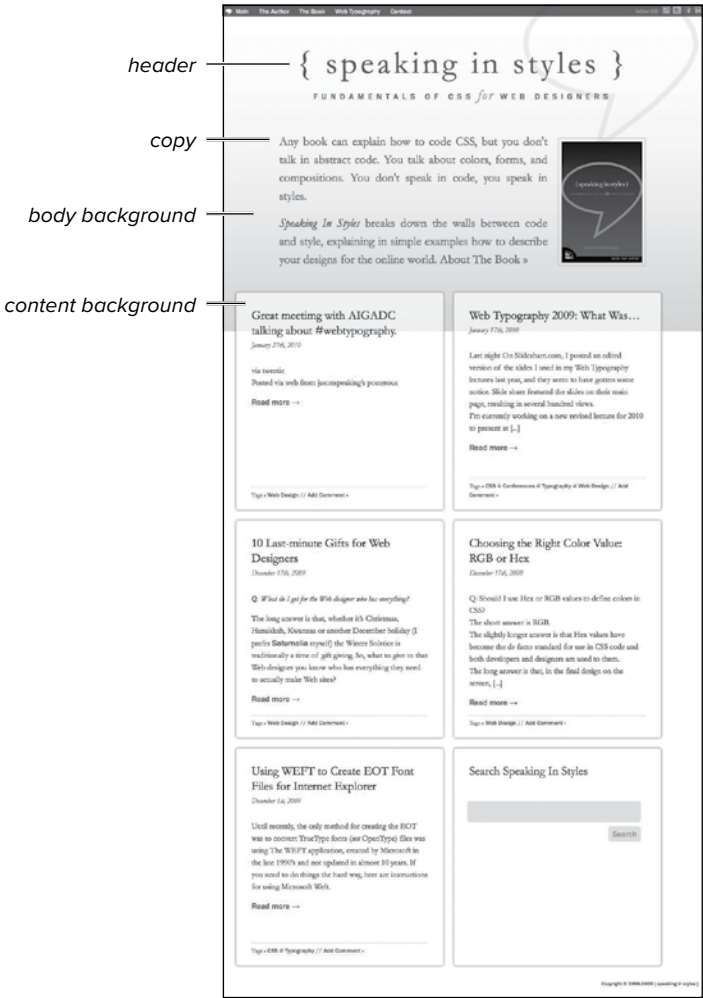 Main The Author The Book Web Typography Contact
header
{ speaking in styles }
FUNDAMENTALS OF CSS for WEB DESIGNERS
copy
Any book can explain how to code CSS, but you don't
talk in abstract code. You talk about colors, forms, and
compositions. You don't speak in code, you speak in
styles.
{speaking in styles}
body background
Speaking In Styles breaks down the walls between code
and style, explaining in simple examples how to describe
your designs for the online world. About The Book »
content background
Great meetimg with AIGADC
talking about #webtypography.
January 27th, 2010
via tweetie
Posted via web from jasonspeaking's posterous
Read more →
Tags » Web Design // Add Comment »
Web Typography 2009: What Was…
January 17th, 2010
Last night On Slideshare.com, I posted an edited
version of the slides I used in my Web Typography
lectures last year, and they seem to have gotten some
notice. Slide share featured the slides on their main
page, resulting in several hundred views.
I'm currently working on a new revised lecture for 2010
to present at [...]
Read more →
Tags » CSS // Conferences // Typography // Web Design // Add
Comment »
10 Last-minute Gifts for Web
Designers
December 17th, 2009
Q: What do I get for the Web designer who has everything?
The long answer is that, whether it's Christmas,
Hanukkah, Kwanzaa or another December holiday (I
prefer Saturnalia myself) the Winter Solstice is
traditionally a time of gift giving. So, what to give to that
Web designer you know who has everything they need
to actually make Web sites?
Read more →
Tags » Web Design // Add Comment »
Choosing the Right Color Value:
RGB or Hex
December 15th, 2009
Q: Should I use Hex or RGB values to define colors in
CSS?
The short answer is RGB.
The slightly longer answer is that Hex values have
become the de facto standard for use in CSS code and
both developers and designers are used to them.
The long answer is that, in the final design on the
screen, [...]
Read more →
Tags » Web Design // Add Comment »
Using WEFT to Create EOT Font
Files for Internet Explorer
December 1st, 2009
Until recently, the only method for creating the EOT
was to convert TrueType fonts (not OpenType) files was
using The WEFT application, created by Microsoft in
the late 1990's and not updated in almost 10 years. If
you need to do things the hard way, here are instructions
for using Microsoft Weft.
Read more →
Tags » CSS // Typography // Add Comment »
Search Speaking In Styles
Search
Copyright © 1996-2009 { speaking in styles }